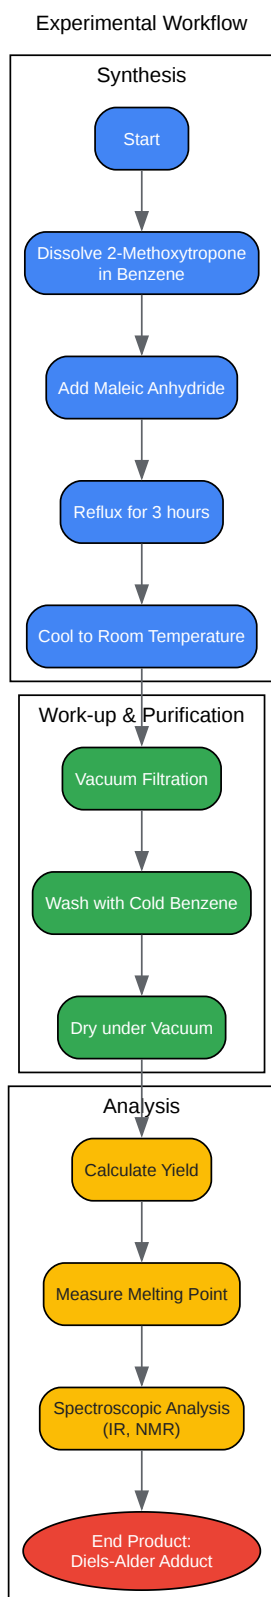 Experimental Workflow
Synthesis
Start
Dissolve 2-Methoxytropone
in Benzene
Add Maleic Anhydride
Reflux for 3 hours
Cool to Room Temperature
Work-up & Purification
Vacuum Filtration
Wash with Cold Benzene
Dry under Vacuum
Analysis
Calculate Yield
Measure Melting Point
Spectroscopic Analysis
(IR, NMR)
End Product:
Diels-Alder Adduct